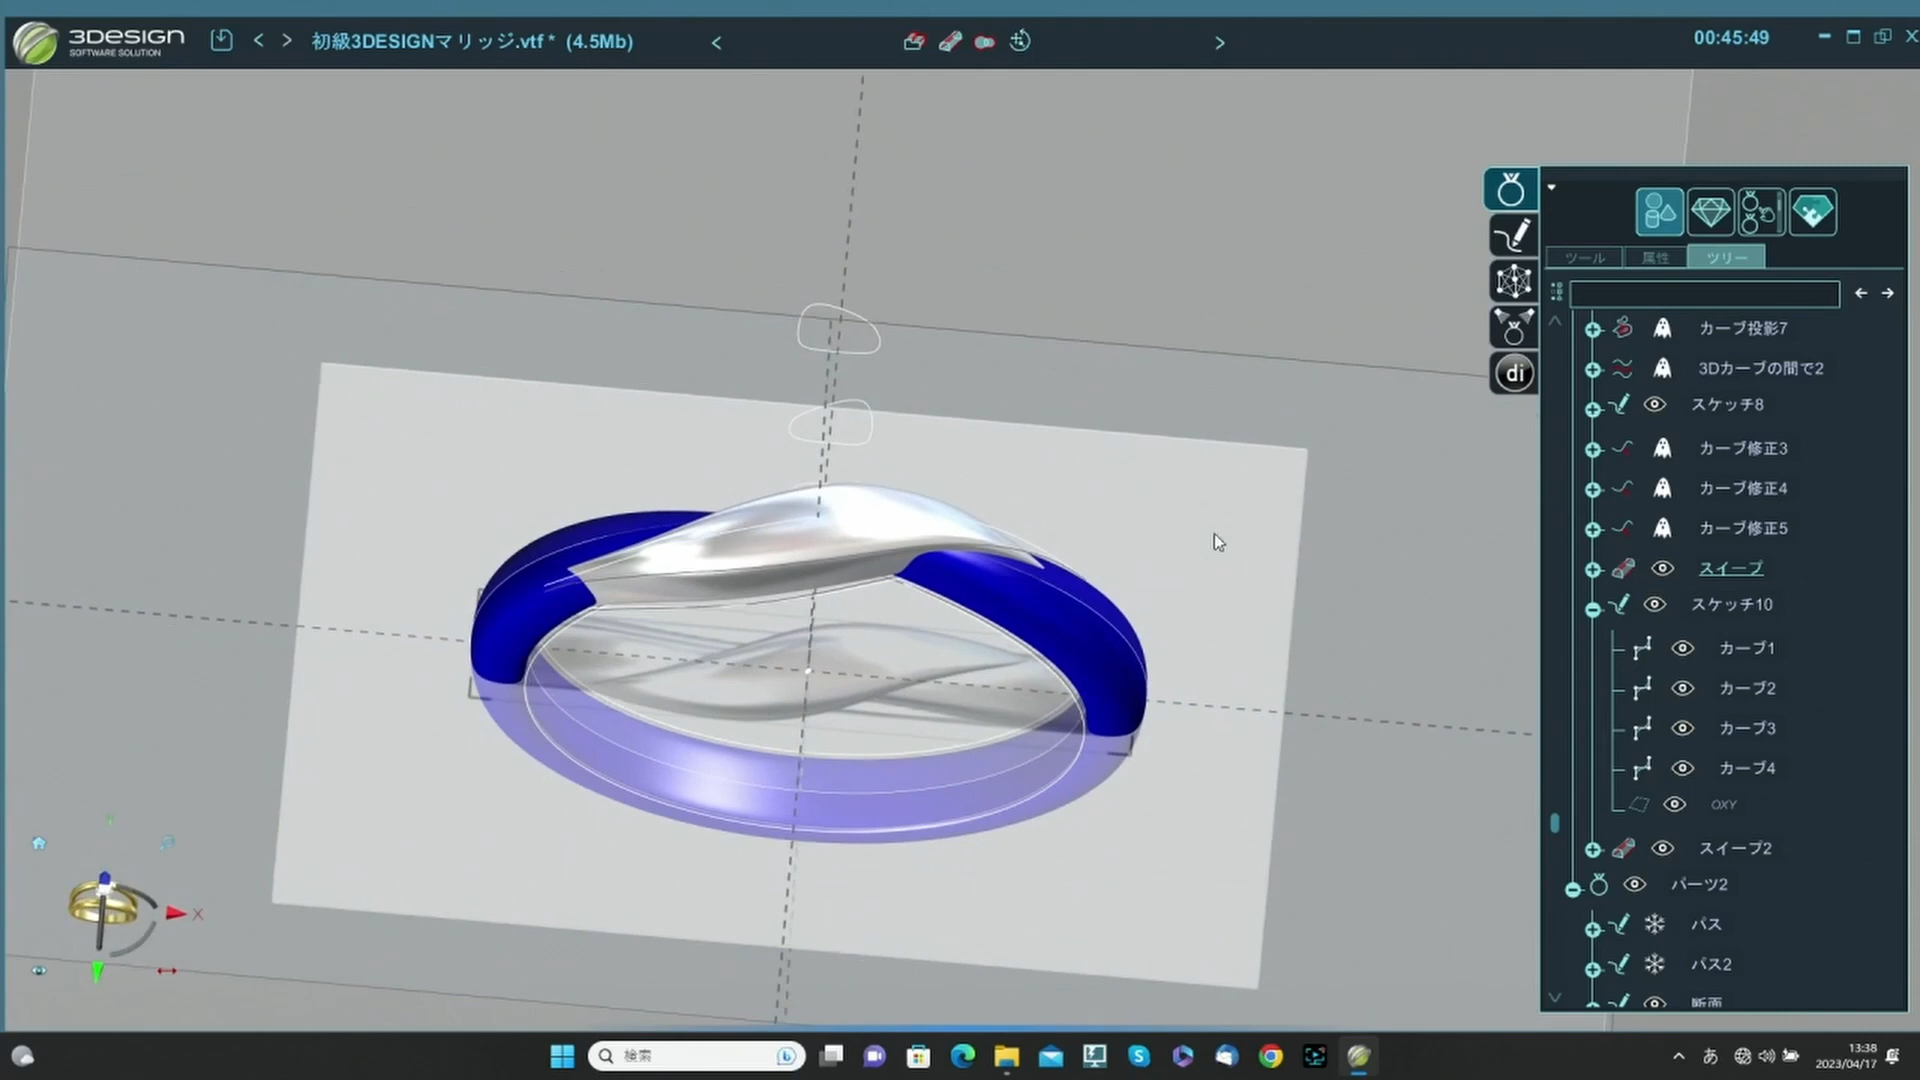 3DESIGN
SOFTWARE SOLUTION
初級3DESIGNマリッジ.vtf * (4.5Mb)
00:45:49
di
ツール 属性 ツリー
カーブ投影7
3Dカーブの間で2
スケッチ8
カーブ修正3
カーブ修正4
カーブ修正5
スイープ
スケッチ10
カーブ1
カーブ2
カーブ3
カーブ4
OXY
スイープ2
パーツ2
パス
パス2
断面
X
検索
あ
13:38
2023/04/17